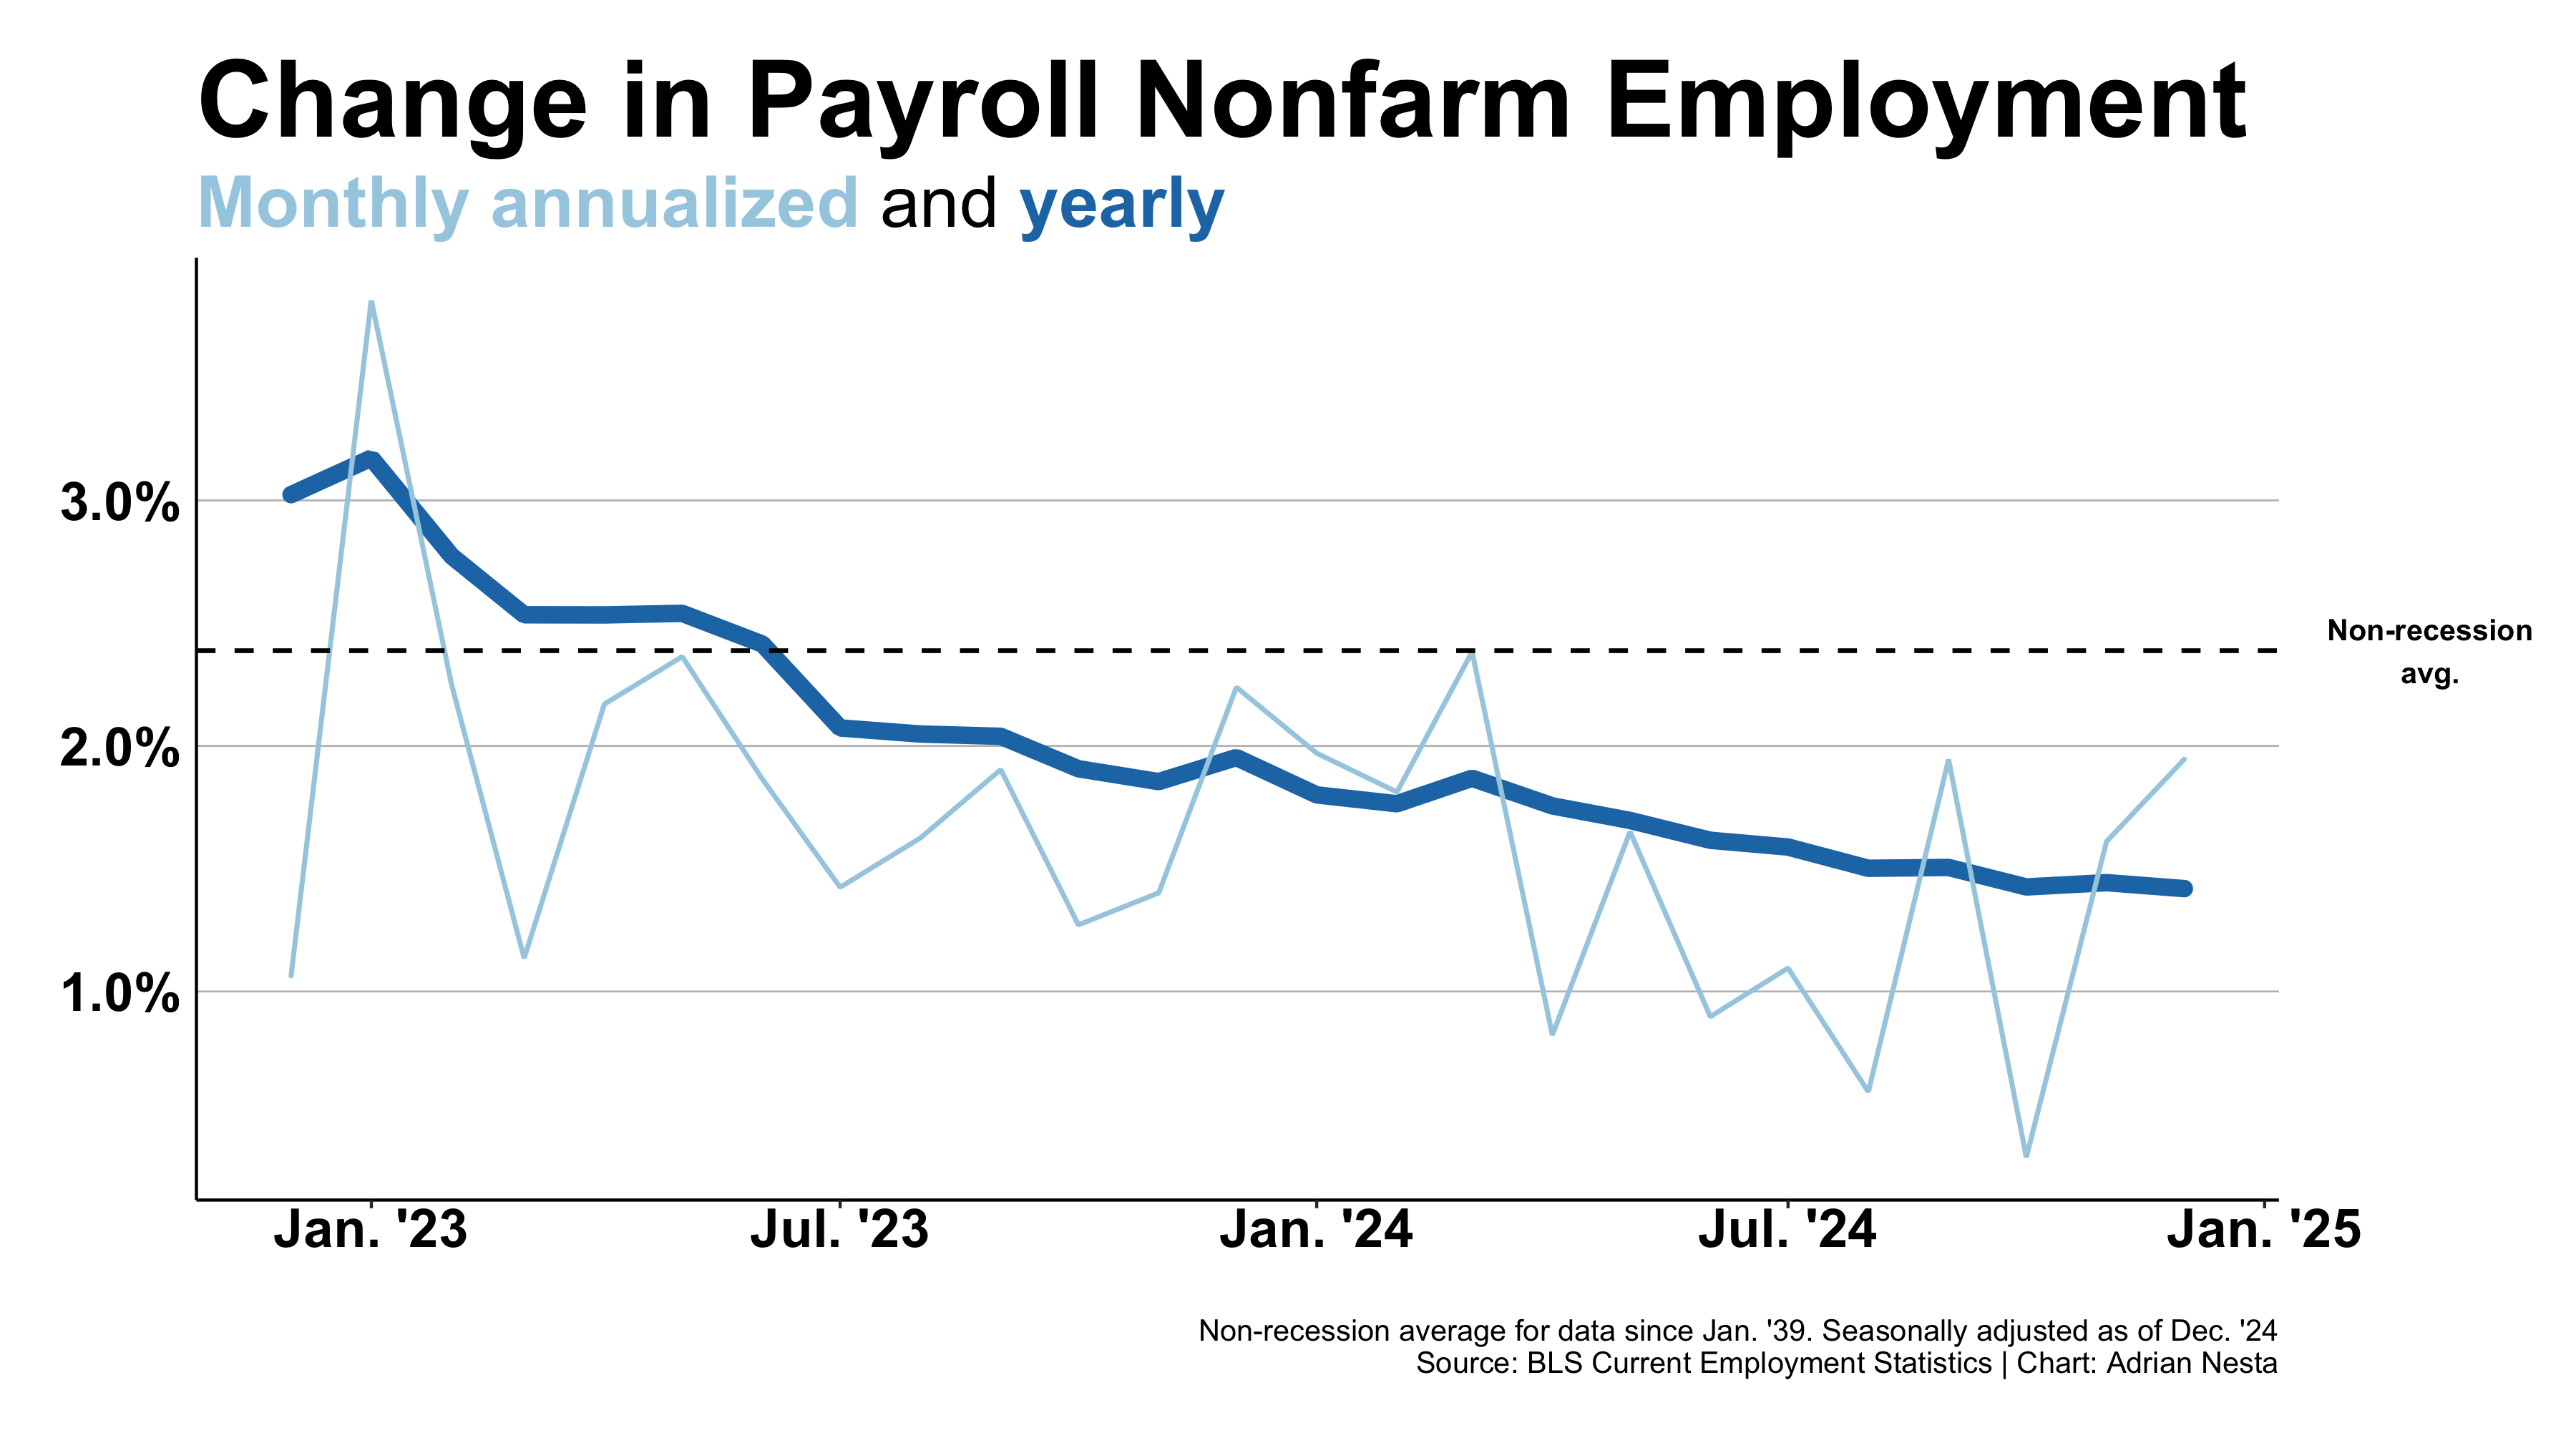 Change in Payroll Nonfarm Employment
Monthly annualized and yearly
3.0%
2.0%
1.0%
Non-recession
avg.
Jan. '23
Jul. '23
Jan. '24
Jul. '24
Jan. '25
Non-recession average for data since Jan. '39. Seasonally adjusted as of Dec. '24
Source: BLS Current Employment Statistics | Chart: Adrian Nesta